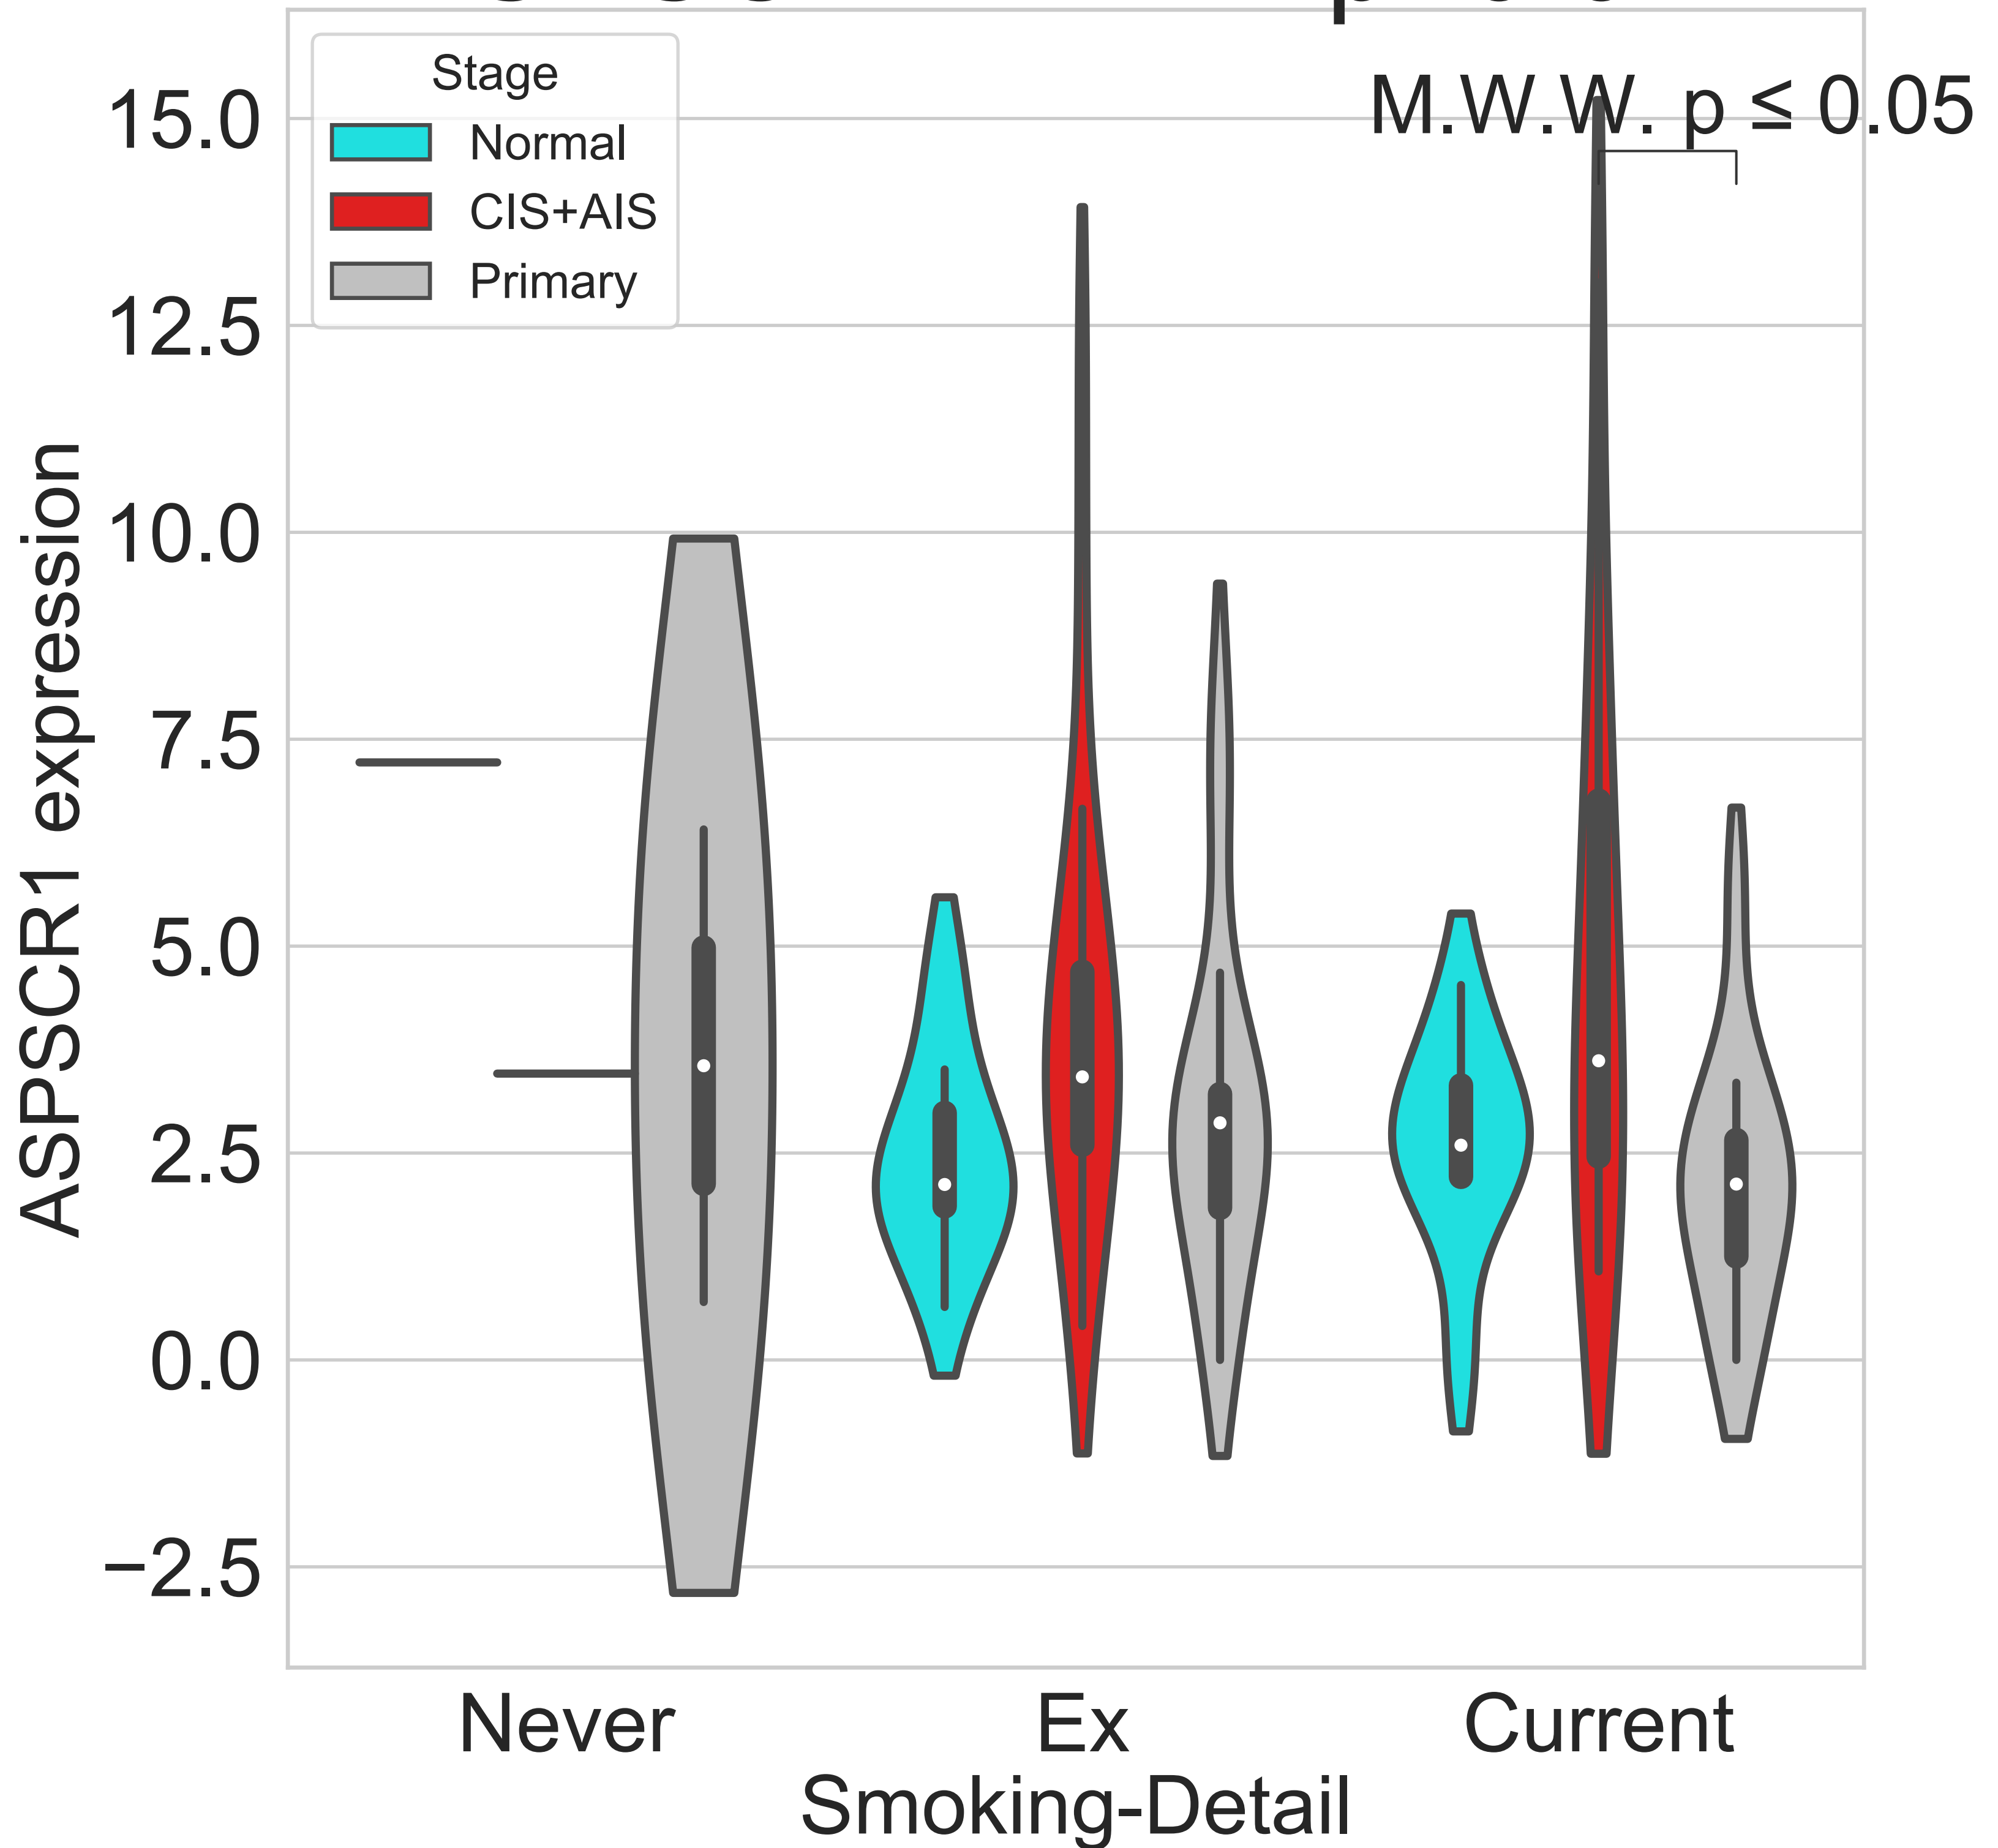 Stage
Normal
CIS+AIS
Primary
M.W.W. p ≤ 0.05
15.0
12.5
10.0
7.5
5.0
2.5
0.0
−2.5
ASPSCR1 expression
Never
Ex
Current
Smoking-Detail